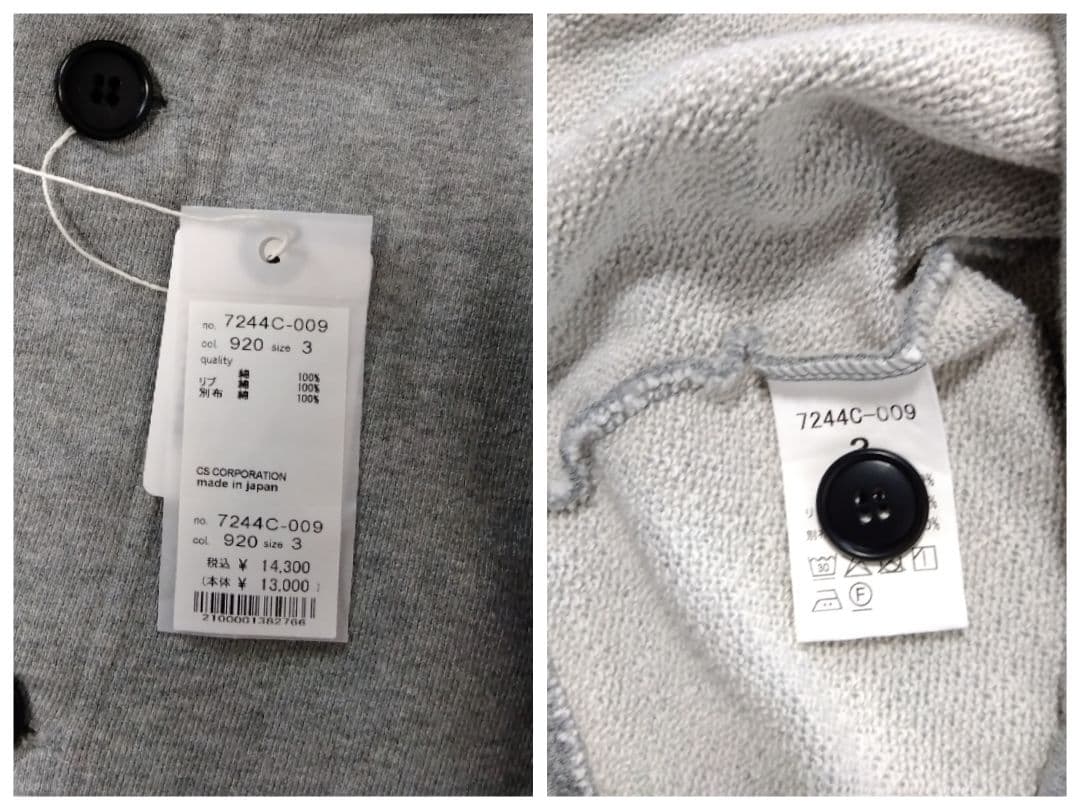 no. 7244C-009
col. 920 size 3
quality
綿 100%
リブ 綿 100%
別布 綿 100%
CS CORPORATION
made in japan
no. 7244C-009
col. 920 size 3
税込 ¥ 14,300
(本体 ¥ 13,000 )
2100001382766
7244C-009
30
F